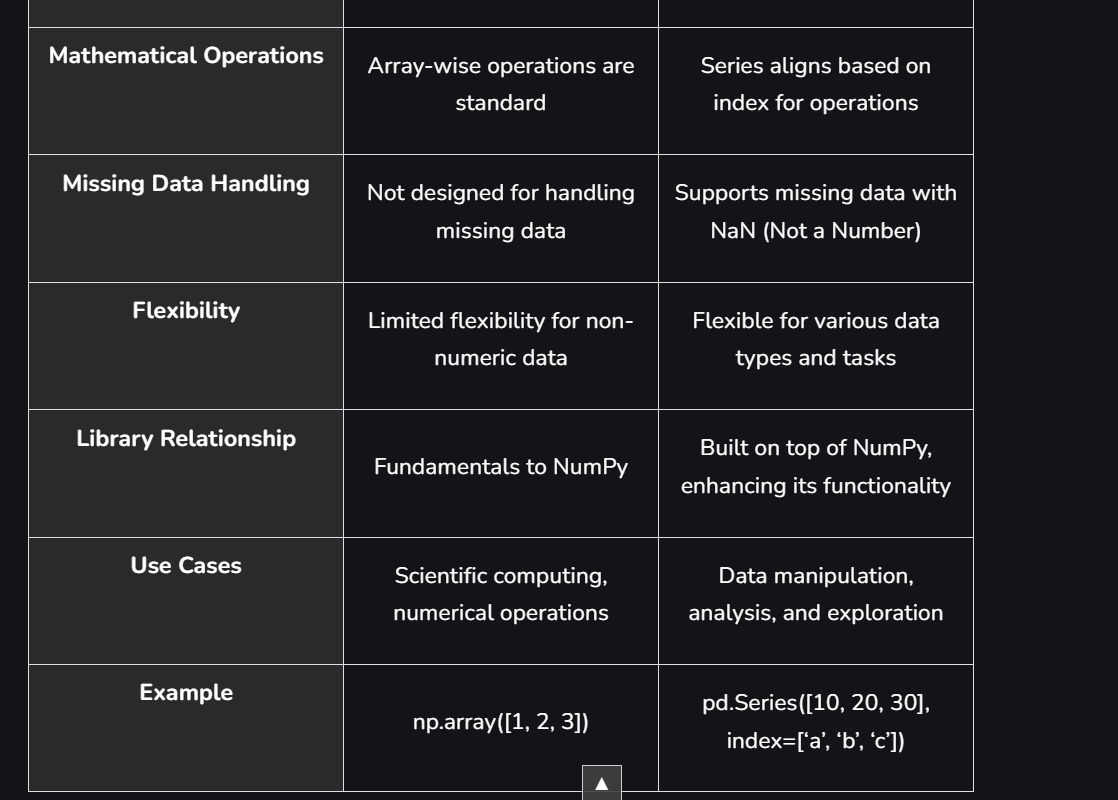 Mathematical Operations
Array-wise operations are
standard
Series aligns based on
index for operations
Missing Data Handling
Not designed for handling
missing data
Supports missing data with
NaN (Not a Number)
Flexibility
Limited flexibility for non-
numeric data
Flexible for various data
types and tasks
Library Relationship
Fundamentals to NumPy
Built on top of NumPy,
enhancing its functionality
Use Cases
Scientific computing,
numerical operations
Data manipulation,
analysis, and exploration
Example
np.array([1, 2, 3])
pd.Series([10, 20, 30],
index=[‘a’, ‘b’, ‘c’])